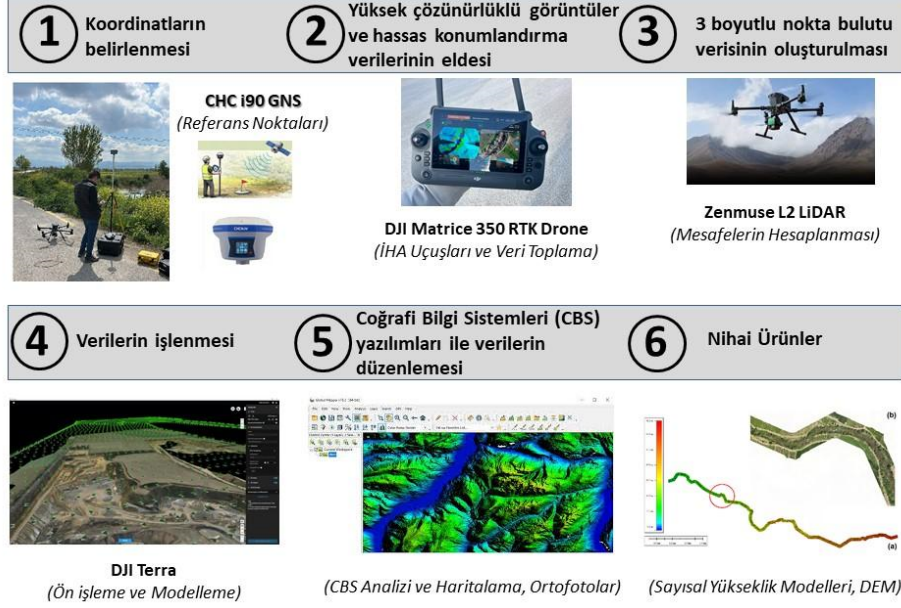 1
Koordinatların
belirlenmesi
2
Yüksek çözünürlüklü görüntüler
ve hassas konumlandırma
verilerinin eldesi
3
3 boyutlu nokta bulutu
verisinin oluşturulması
CHC i90 GNS
(Referans Noktaları)
DJI Matrice 350 RTK Drone
(İHA Uçuşları ve Veri Toplama)
Zenmuse L2 LiDAR
(Mesafelerin Hesaplanması)
4
Verilerin işlenmesi
5
Coğrafi Bilgi Sistemleri (CBS)
yazılımları ile verilerin
düzenlemesi
6
Nihai Ürünler
(b)
(a)
DJI Terra
(Ön işleme ve Modelleme)
(CBS Analizi ve Haritalama, Ortofotolar)
(Sayısal Yükseklik Modelleri, DEM)